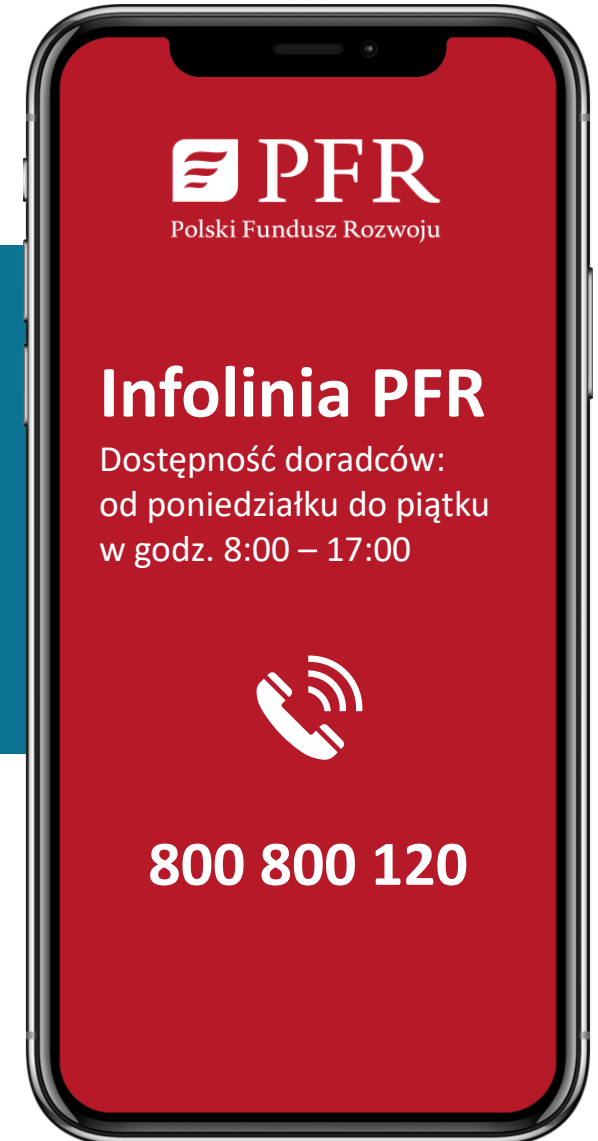 PFR
Polski Fundusz Rozwoju
Infolinia PFR
Dostępność doradców:
od poniedziałku do piątku
w godz. 8:00 – 17:00
800 800 120